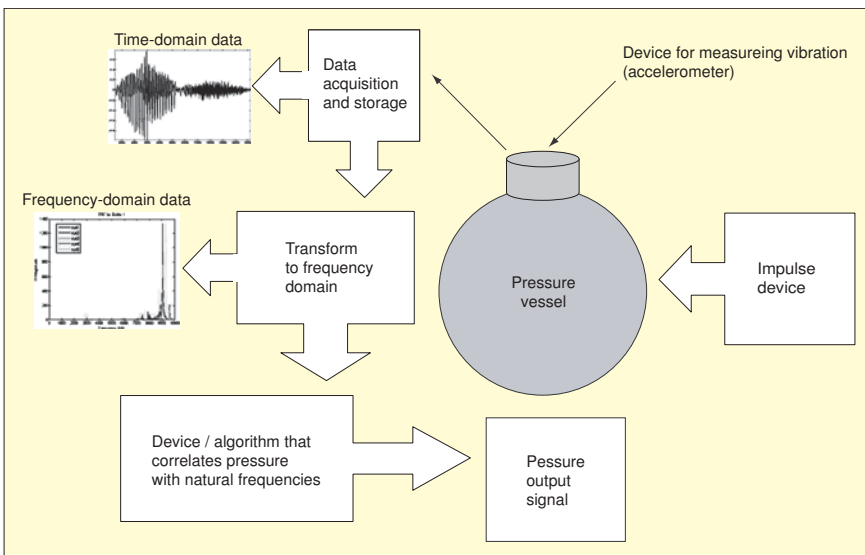 Time-domain data
Data
acquisition
and storage
Device for measureing vibration
(accelerometer)
Frequency-domain data
Transform
to frequency
domain
Pressure
vessel
Impulse
device
Device / algorithm that
correlates pressure
with natural frequencies
Pessure
output
signal